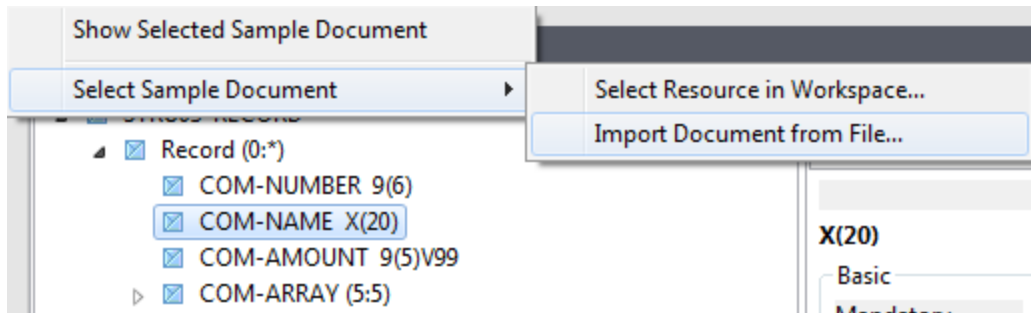 Show Selected Sample Document
Select Sample Document
Select Resource in Workspace...
Import Document from File...
Record (0:*)
COM-NUMBER 9(6)
COM-NAME X(20)
COM-AMOUNT 9(5)V99
COM-ARRAY (5:5)
X(20)
Basic